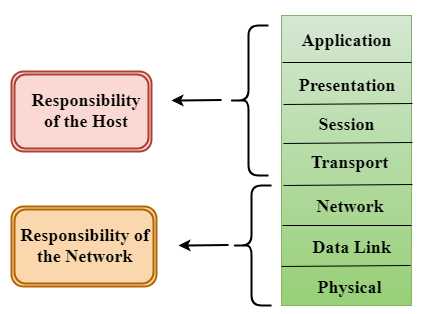 Application
Presentation
Session
Transport
Network
Data Link
Physical
Responsibility
of the Host
Responsibility of
the Network